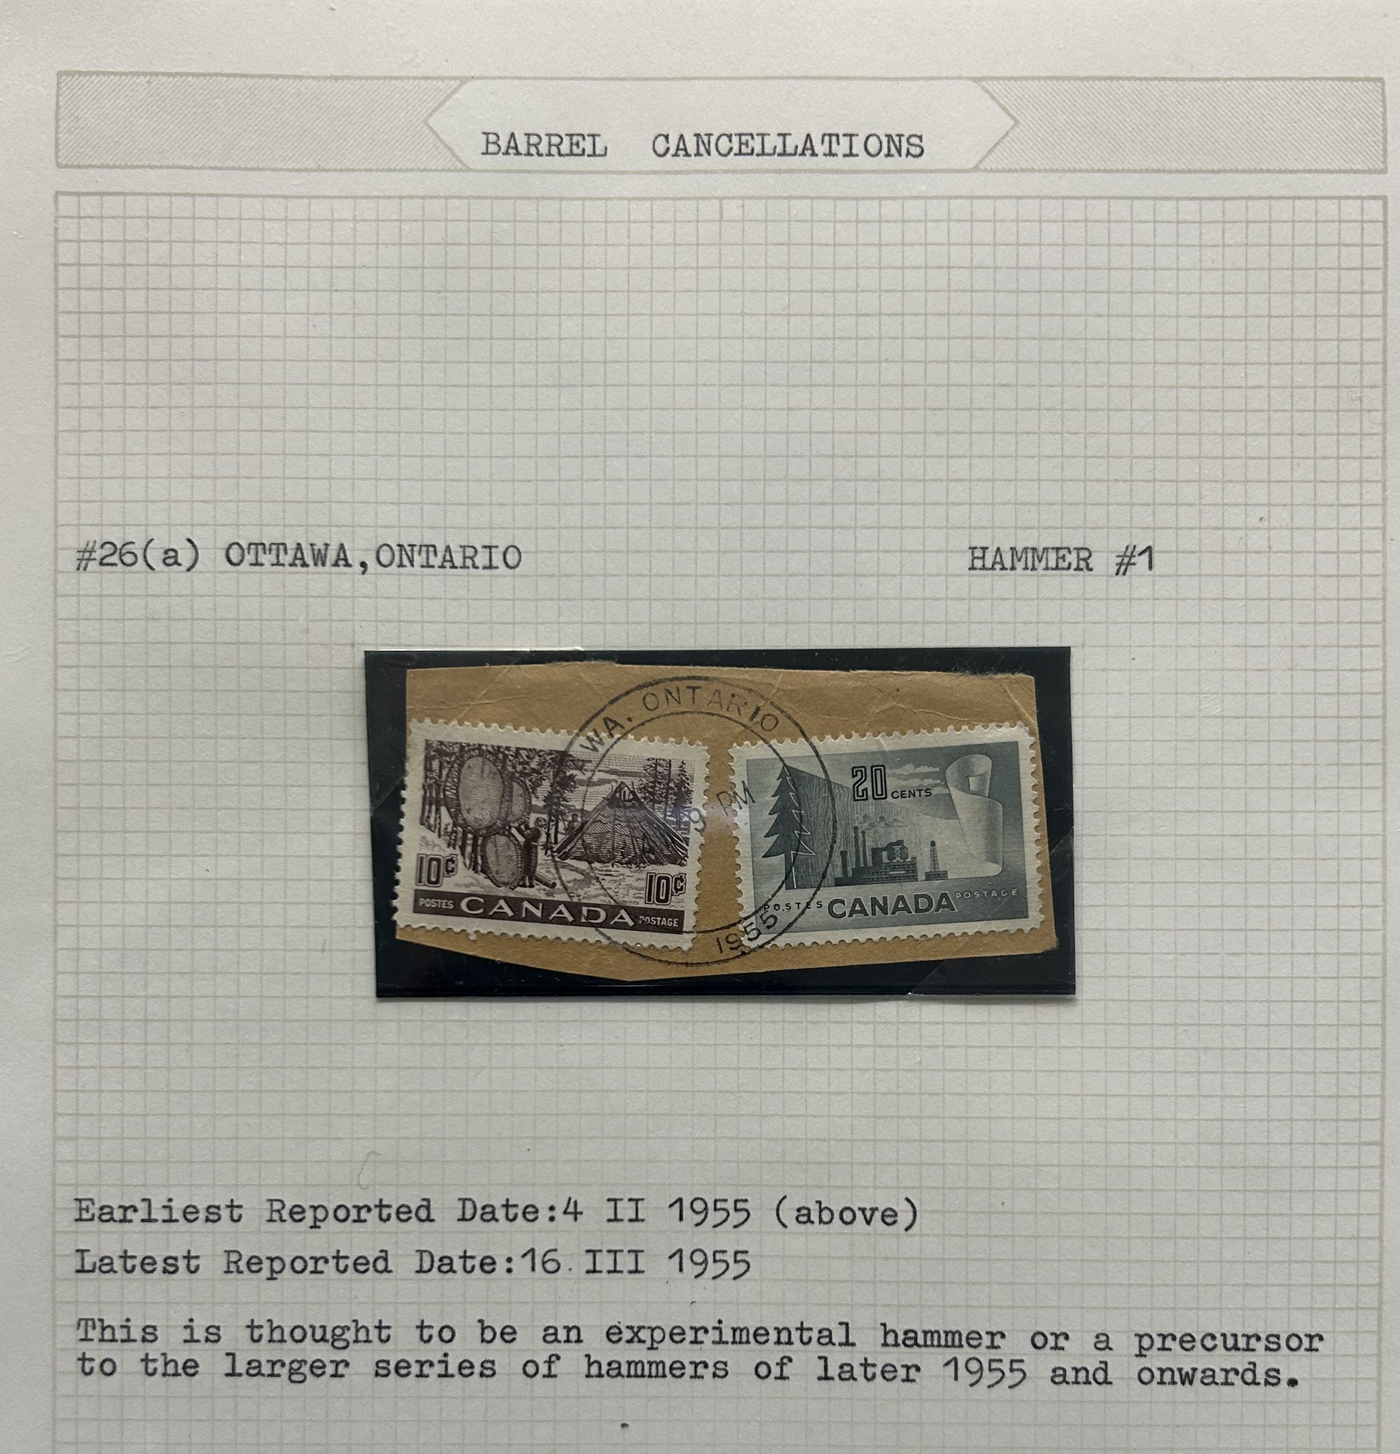 BARREL CANCELLATIONS
#26(a) OTTAWA,ONTARIO
HAMMER #1
WA. ONTARIO
9 PM
1955
10¢
10¢
POSTES CANADA POSTAGE
20 CENTS
POSTES CANADA POSTAGE
Earliest Reported Date:4 II 1955 (above)
Latest Reported Date:16 III 1955
This is thought to be an experimental hammer or a precursor
to the larger series of hammers of later 1955 and onwards.